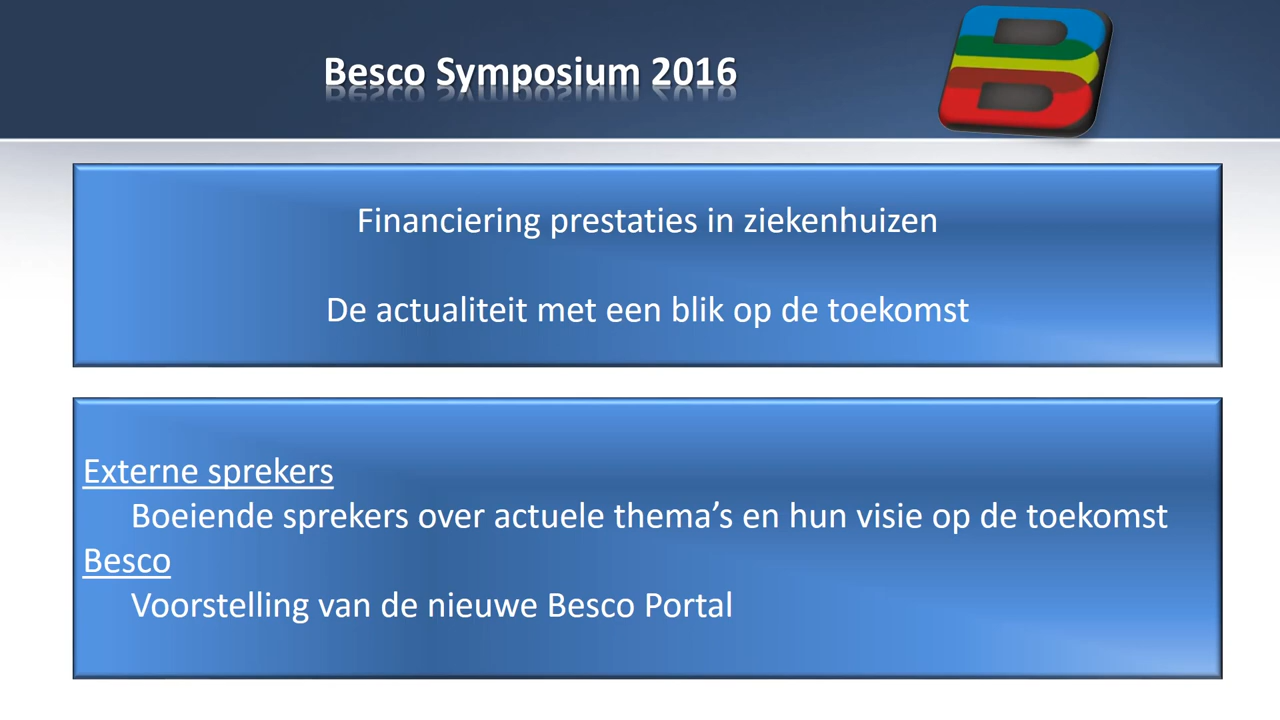 Besco Symposium 2016
Financiering prestaties in ziekenhuizen
De actualiteit met een blik op de toekomst
Externe sprekers
Boeiende sprekers over actuele thema’s en hun visie op de toekomst
Besco
Voorstelling van de nieuwe Besco Portal